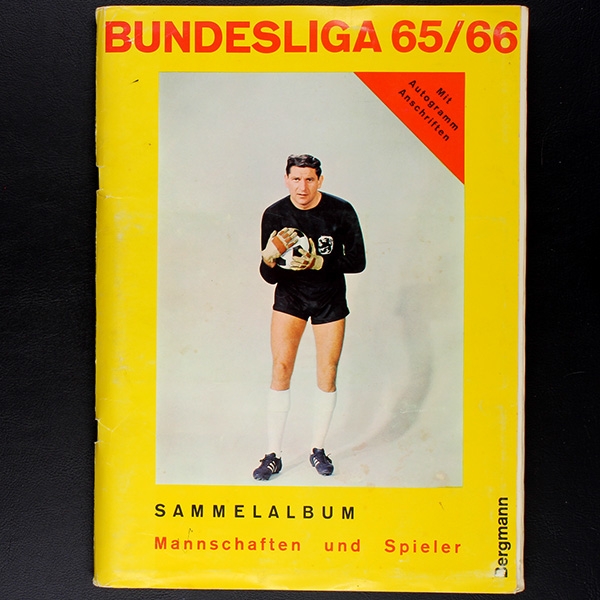 BUNDESLIGA 65/66
Mit
Autogramm
Anschriften
SAMMELALBUM
Mannschaften und Spieler
Bergmann